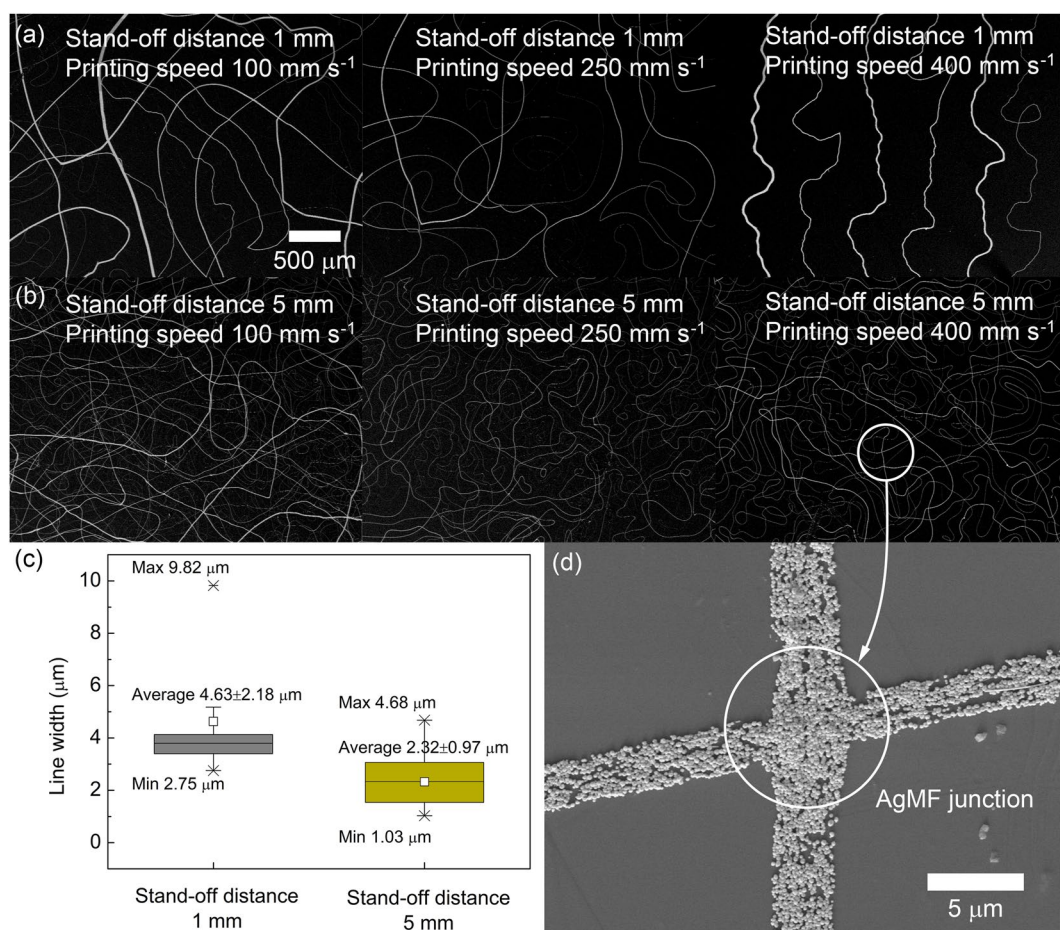 (a)
Stand-off distance 1 mm
Printing speed 100 mm s⁻¹
Stand-off distance 1 mm
Printing speed 250 mm s⁻¹
Stand-off distance 1 mm
Printing speed 400 mm s⁻¹
500 μm
(b)
Stand-off distance 5 mm
Printing speed 100 mm s⁻¹
Stand-off distance 5 mm
Printing speed 250 mm s⁻¹
Stand-off distance 5 mm
Printing speed 400 mm s⁻¹
(c)
Line width (μm)
10
8
6
4
2
0
Max 9.82 μm
Average 4.63±2.18 μm
Min 2.75 μm
Max 4.68 μm
Average 2.32±0.97 μm
Min 1.03 μm
Stand-off distance
1 mm
Stand-off distance
5 mm
(d)
AgMF junction
5 μm